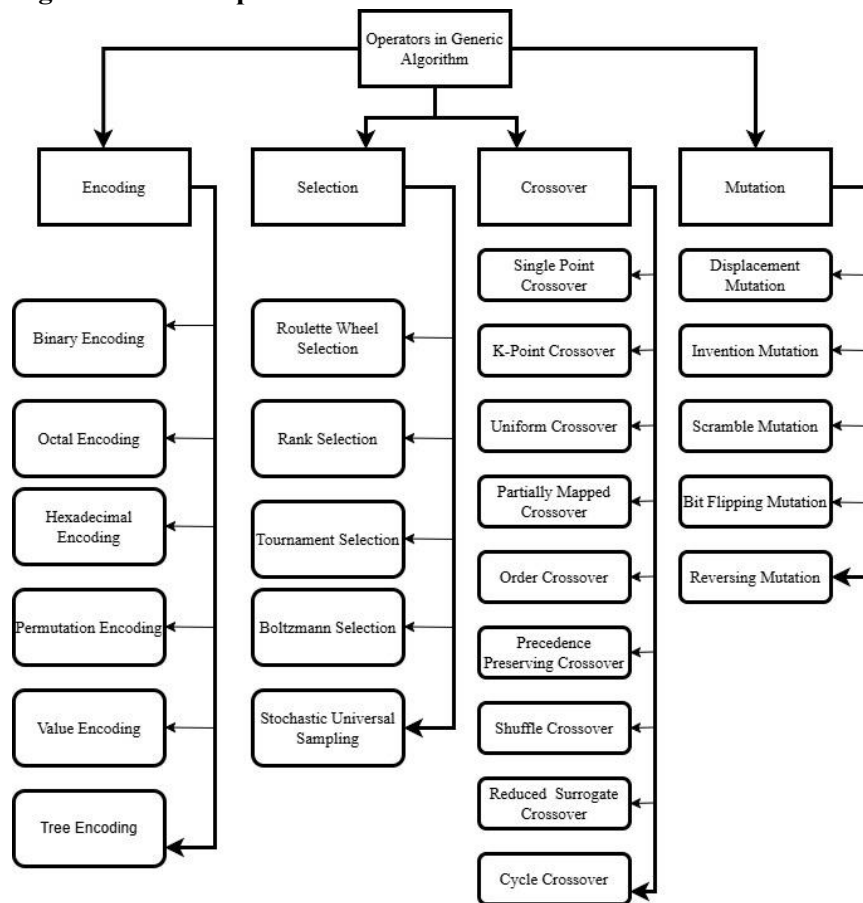 Operators in Generic
Algorithm
Encoding
Selection
Crossover
Mutation
Binary Encoding
Octal Encoding
Hexadecimal
Encoding
Permutation Encoding
Value Encoding
Tree Encoding
Roulette Wheel
Selection
Rank Selection
Tournament Selection
Boltzmann Selection
Stochastic Universal
Sampling
Single Point
Crossover
K-Point Crossover
Uniform Crossover
Partially Mapped
Crossover
Order Crossover
Precedence
Preserving Crossover
Shuffle Crossover
Reduced Surrogate
Crossover
Cycle Crossover
Displacement
Mutation
Invention Mutation
Scramble Mutation
Bit Flipping Mutation
Reversing Mutation